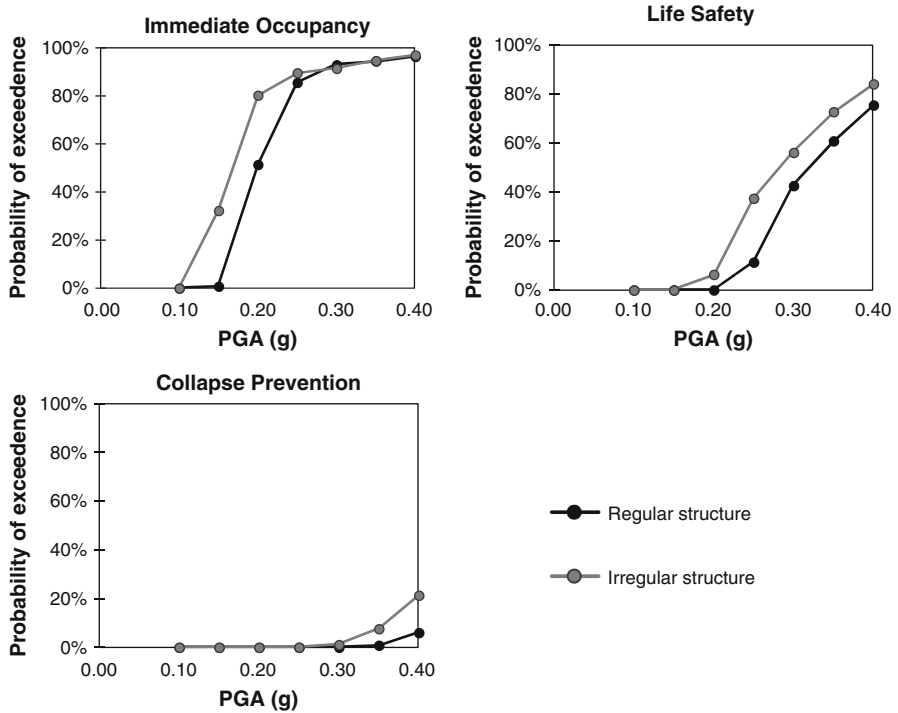 Immediate Occupancy
100%
80%
60%
40%
20%
0%
0.00 0.10 0.20 0.30 0.40
PGA (g)
Probability of exceedence
Life Safety
100%
80%
60%
40%
20%
0%
0.00 0.10 0.20 0.30 0.40
PGA (g)
Probability of exceedence
Collapse Prevention
100%
80%
60%
40%
20%
0%
0.00 0.10 0.20 0.30 0.40
PGA (g)
Probability of exceedence
Regular structure
Irregular structure